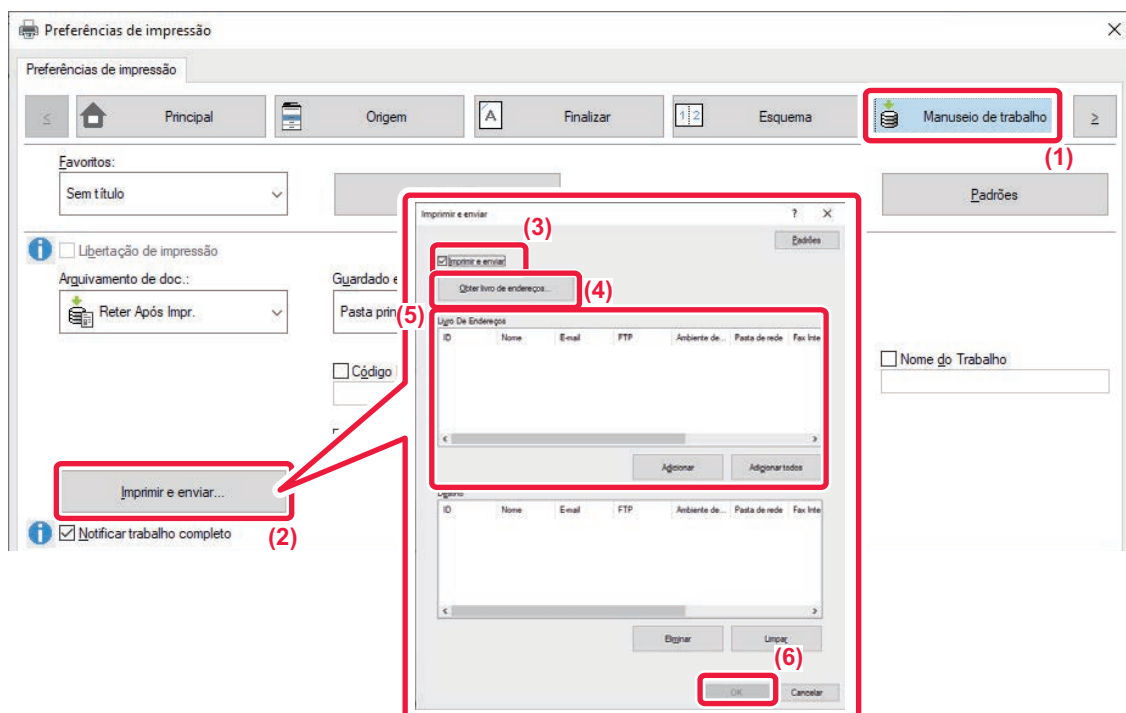 Preferências de impressão
Preferências de impressão
Principal
Origem
Finalizar
1 2
Esquema
Manuseio de trabalho
(1)
Favoritos:
Sem título
Padrões
Imprimir e enviar
? X
(3)
Padrões
Libertação de impressão
Imprimir e enviar
Arquivamento de doc.:
Guardado e
Obter livro de endereços...
(4)
Reter Após Impr.
Pasta prin
(5)
Livro De Endereços
ID Nome E-mail FTP Ambiente de... Pasta de rede Fax Inte
Código
Nome do Trabalho
Adicionar
Adicionar todos
Imprimir e enviar...
ID Nome E-mail FTP Ambiente de... Pasta de rede Fax Inte
Notificar trabalho completo
(2)
Eliminar
Limpar
(6)
OK
Cancelar